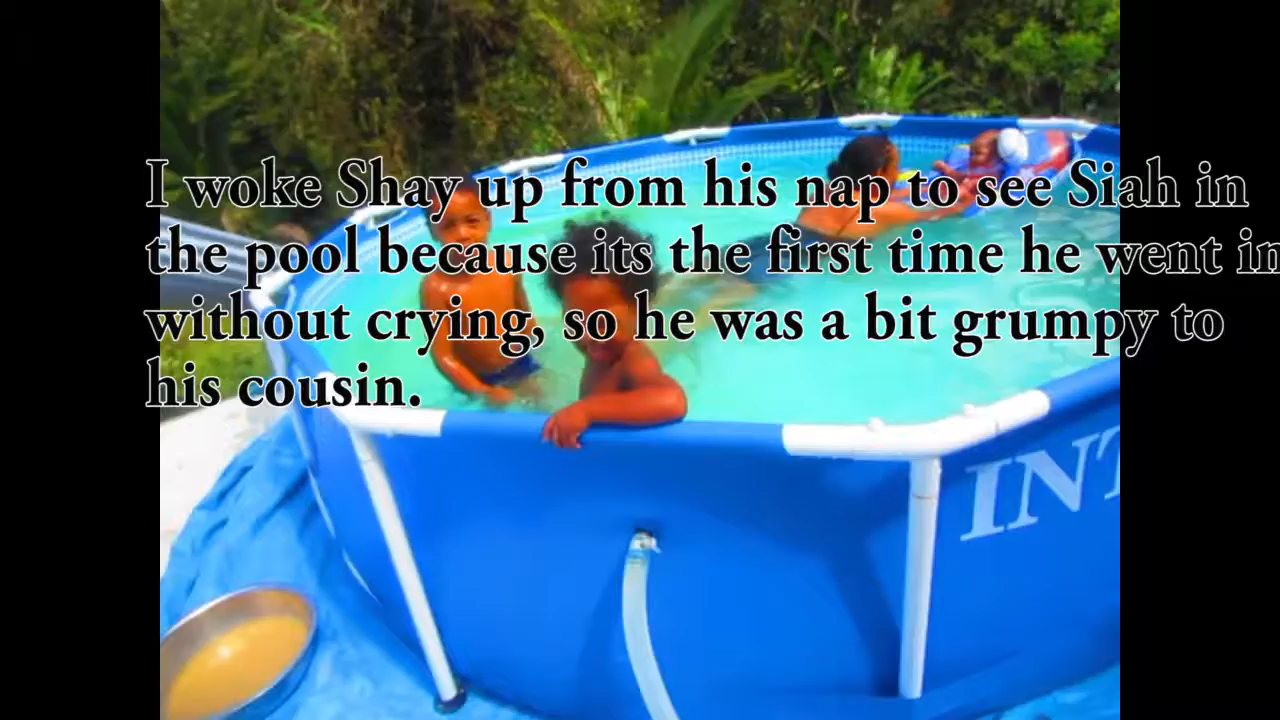 I woke Shay up from his nap to see Siah in
the pool because its the first time he went in
without crying, so he was a bit grumpy to
his cousin.
INT